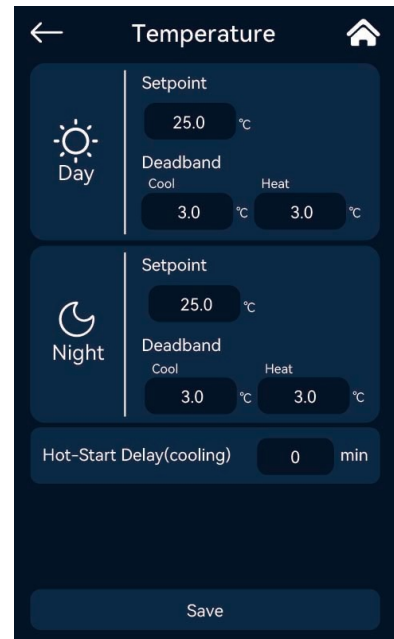 Temperature
Setpoint
25.0 ℃
Day
Deadband
Cool Heat
3.0 ℃ 3.0 ℃
Setpoint
25.0 ℃
Night
Deadband
Cool Heat
3.0 ℃ 3.0 ℃
Hot-Start Delay(cooling) 0 min
Save